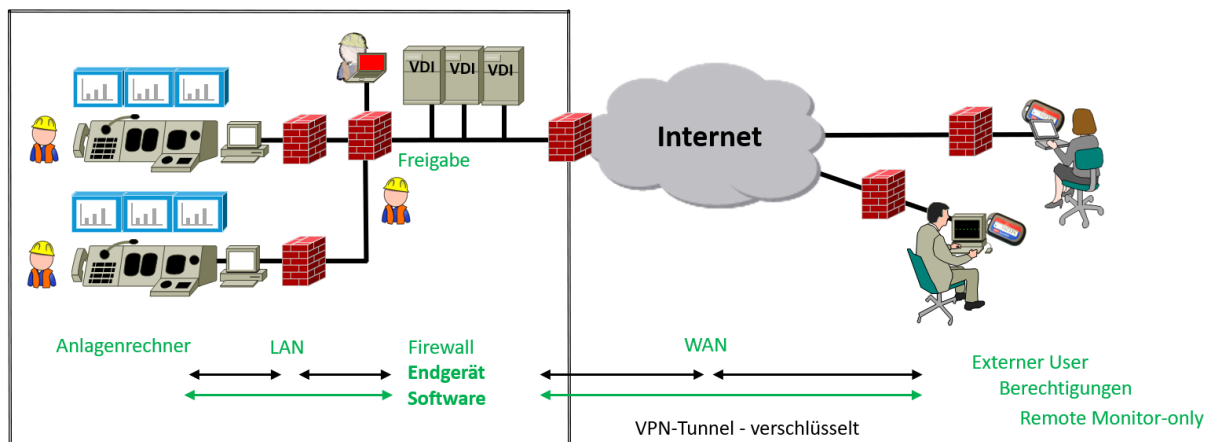 VDI
VDI
VDI
Internet
Freigabe
Anlagenrechner
LAN
Firewall
Endgerät
Software
WAN
VPN-Tunnel - verschlüsselt
Externer User
Berechtigungen
Remote Monitor-only